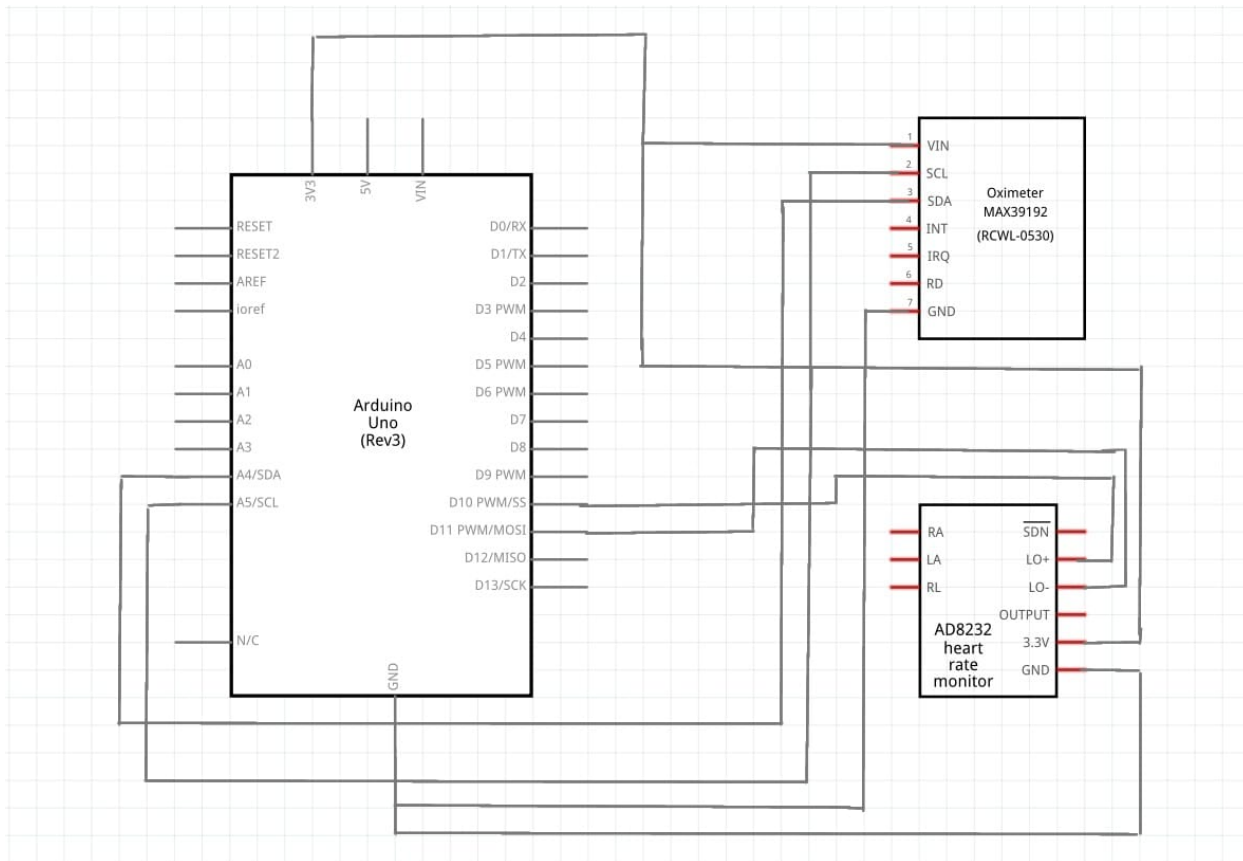 3V3
5V
VIN
RESET
RESET2
AREF
ioref
A0
A1
A2
A3
A4/SDA
A5/SCL
N/C
Arduino
Uno
(Rev3)
D0/RX
D1/TX
D2
D3 PWM
D4
D5 PWM
D6 PWM
D7
D8
D9 PWM
D10 PWM/SS
D11 PWM/MOSI
D12/MISO
D13/SCK
GND
1 VIN
2 SCL
3 SDA
4 INT
5 IRQ
6 RD
7 GND
Oximeter
MAX39192
(RCWL-0530)
RA
LA
RL
SDN
LO+
LO-
OUTPUT
3.3V
GND
AD8232
heart
rate
monitor